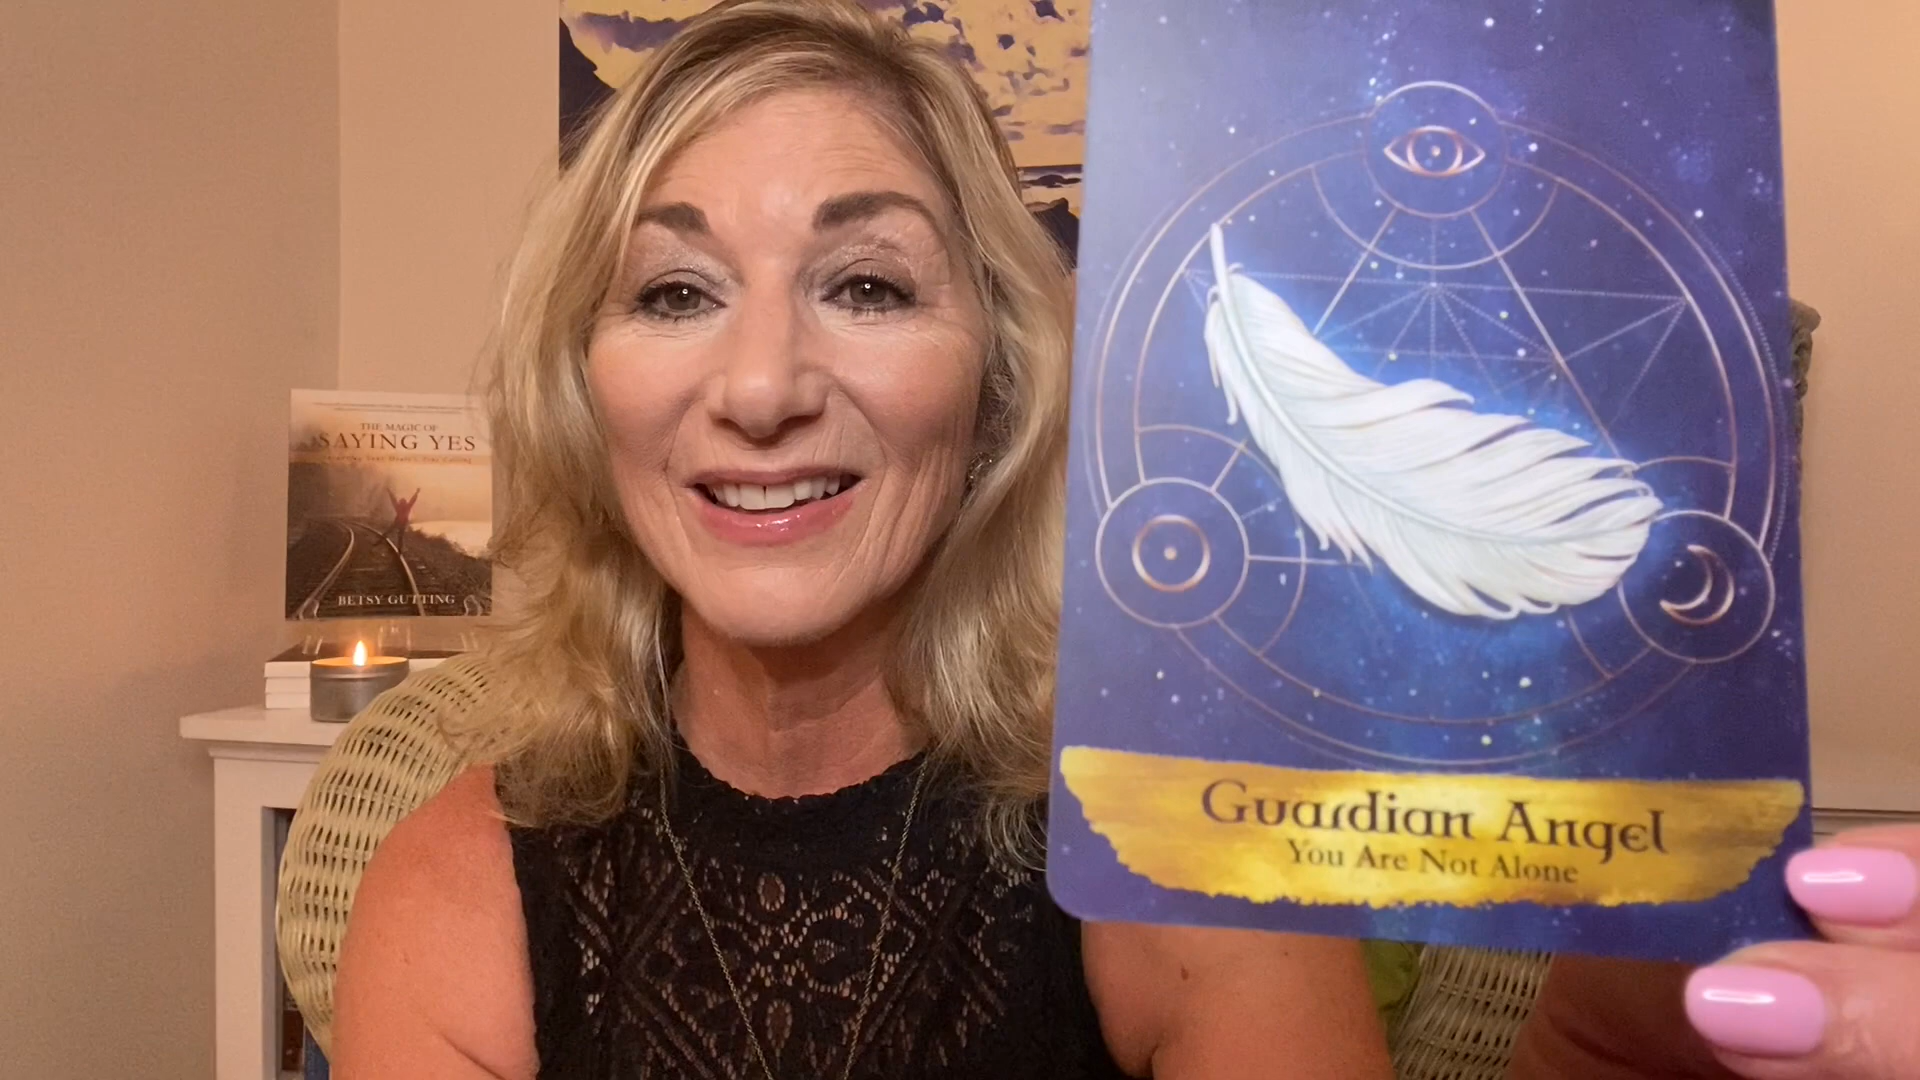 THE MAGIC OF
SAYING YES
BETSY GUTTING
Guardian Angel
You Are Not Alone